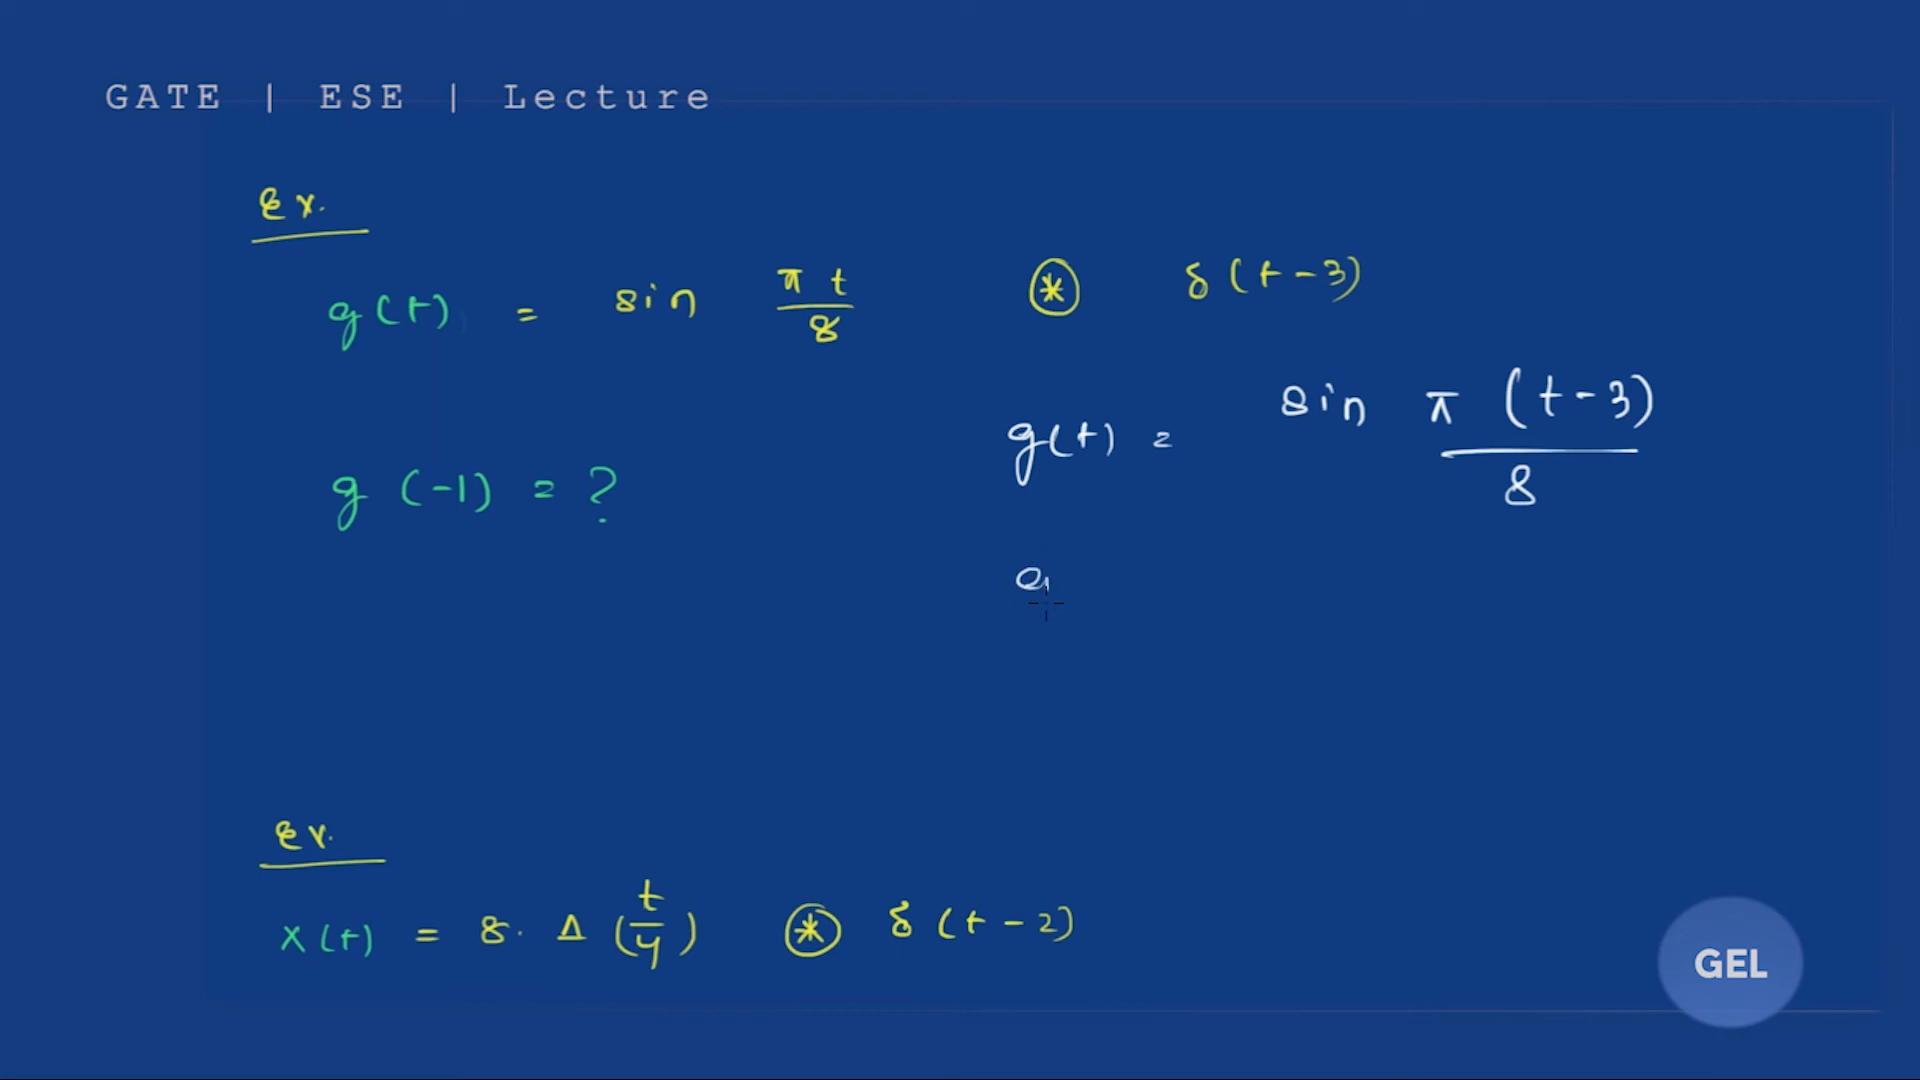 GATE | ESE | Lecture
Ex.
g(t) = sin πt/8 ⊛ δ(t-3)
g(t) = sin π(t-3)/8
g(-1) = ?
Ex.
x(t) = 8. Δ(t/4) ⊛ δ(t-2)
GEL